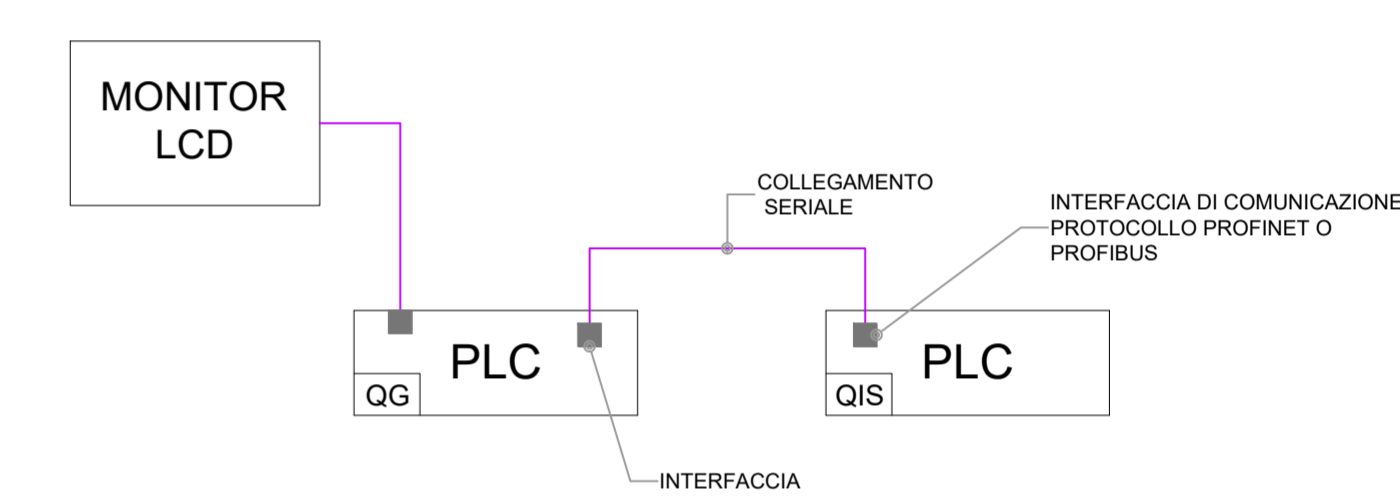 MONITOR
LCD
COLLEGAMENTO
SERIALE
INTERFACCIA DI COMUNICAZIONE
PROTOCOLLO PROFINET O
PROFIBUS
PLC
QG
PLC
QIS
INTERFACCIA